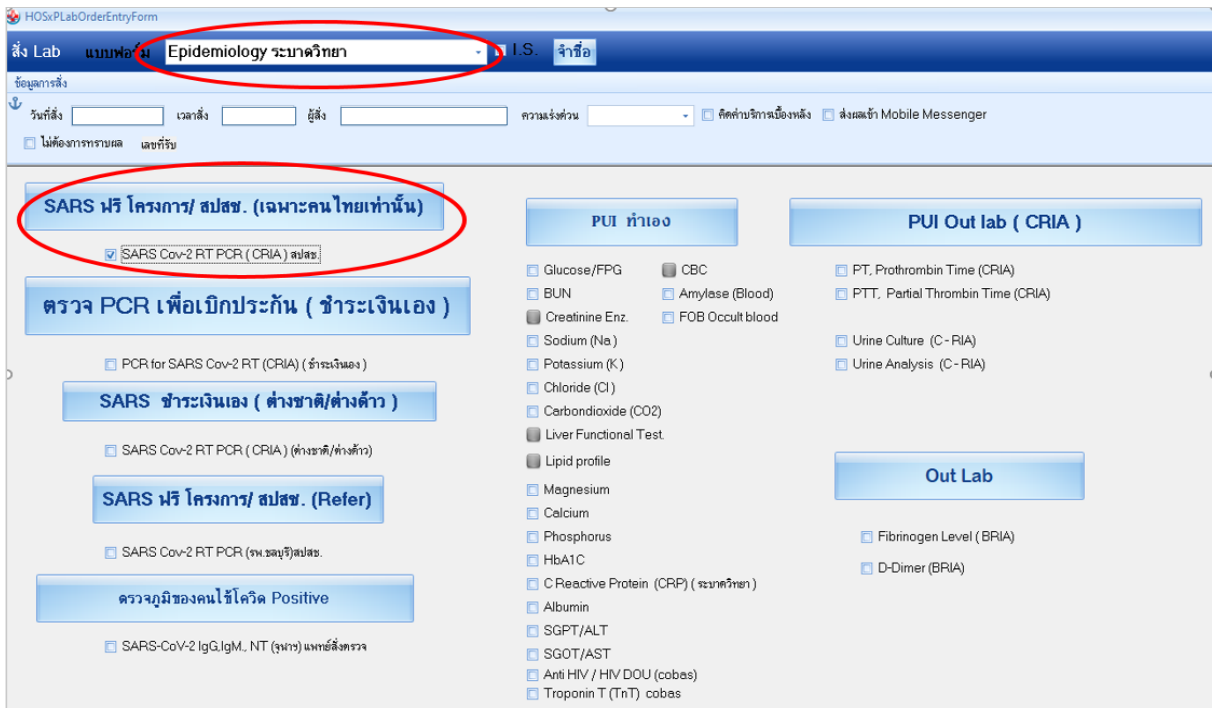 HOSxPLabOrderEntryForm
สั่ง Lab แบบฟอร์ม Epidemiology ระบาดวิทยา I.S. จำชื่อ
ข้อมูลการสั่ง
วันที่สั่ง เวลาสั่ง ผู้สั่ง ความเร่งด่วน คิดค่าบริการเบื้องหลัง ส่งผลเข้า Mobile Messenger
ไม่ต้องการทราบผล เลขที่รับ
SARS ฟรี โครงการ/ สปสช. (เฉพาะคนไทยเท่านั้น)
SARS Cov-2 RT PCR ( CRIA ) สปสช.
ตรวจ PCR เพื่อเบิกประกัน ( ชำระเงินเอง )
PCR for SARS Cov-2 RT (CRIA) ( ชำระเงินเอง )
SARS ชำระเงินเอง ( ต่างชาติ/ต่างด้าว )
SARS Cov-2 RT PCR ( CRIA ) (ต่างชาติ/ต่างด้าว)
SARS ฟรี โครงการ/ สปสช. (Refer)
SARS Cov-2 RT PCR (รพ.ชลบุรี)สปสช.
ตรวจภูมิของคนไข้โควิด Positive
SARS-CoV-2 IgG,IgM., NT (จุฬาฯ) แพทย์สั่งตรวจ
PUI ทำเอง
Glucose/FPG CBC
BUN Amylase (Blood)
Creatinine Enz. FOB Occult blood
Sodium (Na)
Potassium (K)
Chloride (Cl)
Carbondioxide (CO2)
Liver Functional Test.
Lipid profile
Magnesium
Calcium
Phosphorus
HbA1C
C Reactive Protein (CRP) ( ระบาดวิทยา )
Albumin
SGPT/ALT
SGOT/AST
Anti HIV / HIV DOU (cobas)
Troponin T (TnT) cobas
PUI Out lab ( CRIA )
PT, Prothrombin Time (CRIA)
PTT, Partial Thrombin Time (CRIA)
Urine Culture (C - RIA)
Urine Analysis (C - RIA)
Out Lab
Fibrinogen Level ( BRIA)
D-Dimer (BRIA)